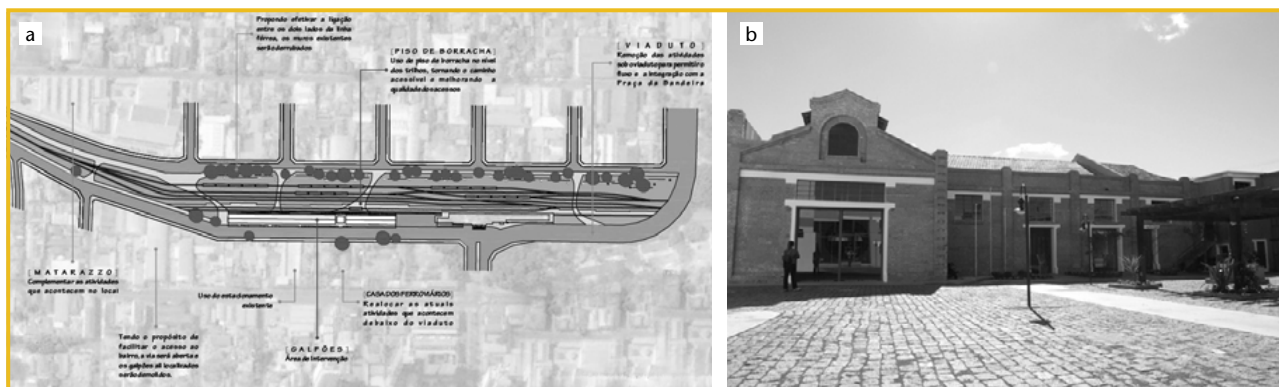 a
Propondo efetivar a ligação
entre os dois lados da linha
férrea, os muros existentes
serão demolidos
[PISO DE BORRACHA]
Uso de piso de borracha no nível
dos trilhos, tornando o caminho
acessível e melhorando a
qualidade dos acessos
[VIADUTO]
Remoção das atividades
sob viaduto para permitir o
fluxo e a integração com a
Praça da Bandeira
[MATARAZZO]
Complementar as atividades
que acontecem no local
Uso de estacionamento
existente
[CASA DOS FERROVIÁRIOS]
Realocar as atuais
atividades que acontecem
debaixo do viaduto
Tendo o propósito de
facilitar o acesso ao
bairro, a via será aberta e
os galpões ali localizados
serão demolidos.
[GALPÕES]
Área de intervenção
b